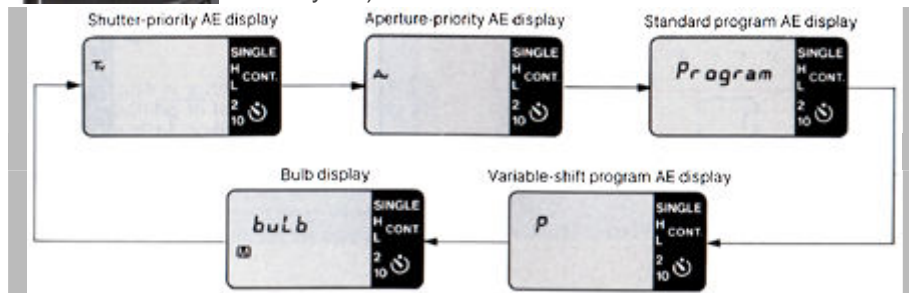 Shutter-priority AE display
Aperture-priority AE display
Standard program AE display
Tv
SINGLE
H
L CONT.
2
10
Av
SINGLE
H
L CONT.
2
10
Program
SINGLE
H
L CONT.
2
10
Bulb display
Variable-shift program AE display
bulb
M
SINGLE
H
L CONT
2
10
P
SINGLE
H
L CONT.
2
10